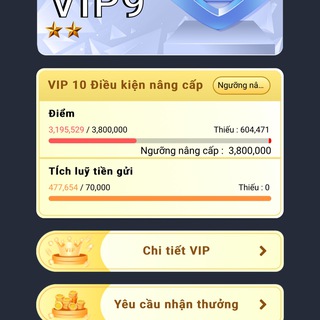 VIP9
VIP 10 Điều kiện nâng cấp
Ngưỡng nâ...
Điểm
3,195,529 / 3,800,000 Thiếu : 604,471
Ngưỡng nâng cấp : 3,800,000
Tích luỹ tiền gửi
477,654 / 70,000 Thiếu : 0
Chi tiết VIP
Yêu cầu nhận thưởng